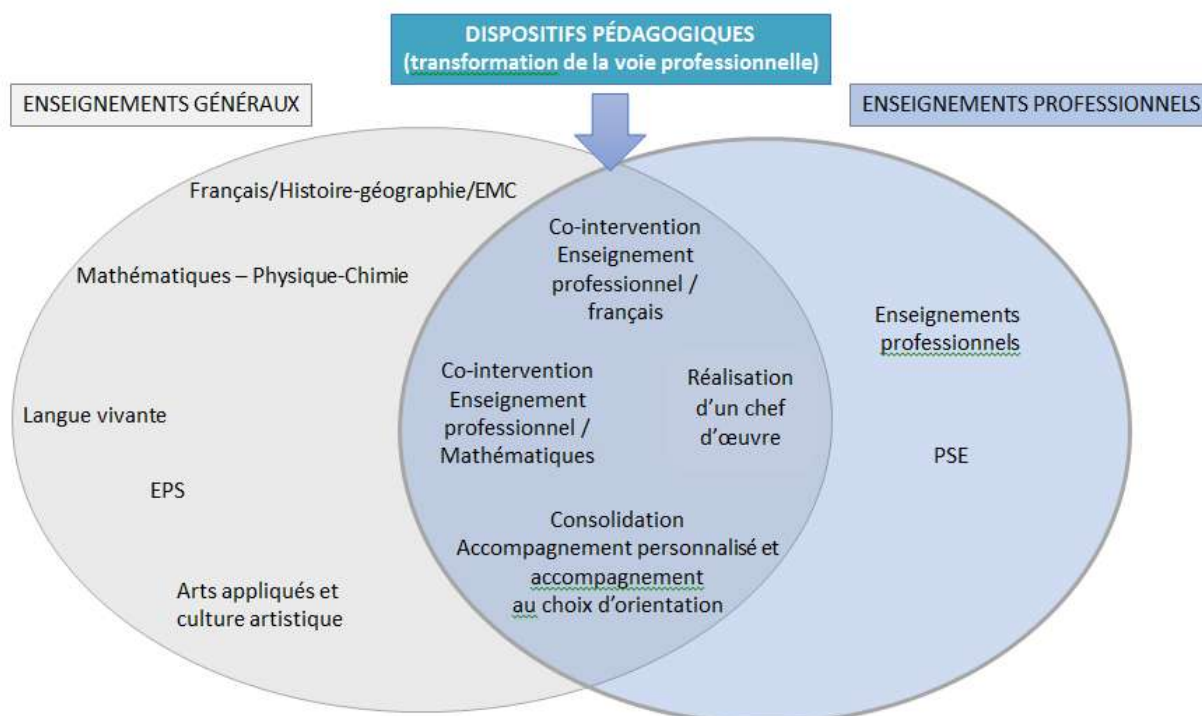 DISPOSITIFS PÉDAGOGIQUES
(transformation de la voie professionnelle)
ENSEIGNEMENTS GÉNÉRAUX
ENSEIGNEMENTS PROFESSIONNELS
Français/Histoire-géographie/EMC
Mathématiques – Physique-Chimie
Langue vivante
EPS
Arts appliqués et
culture artistique
Co-intervention
Enseignement
professionnel /
français
Co-intervention
Enseignement
professionnel /
Mathématiques
Réalisation
d’un chef
d’œuvre
Consolidation
Accompagnement personnalisé et
accompagnement
au choix d’orientation
Enseignements
professionnels
PSE